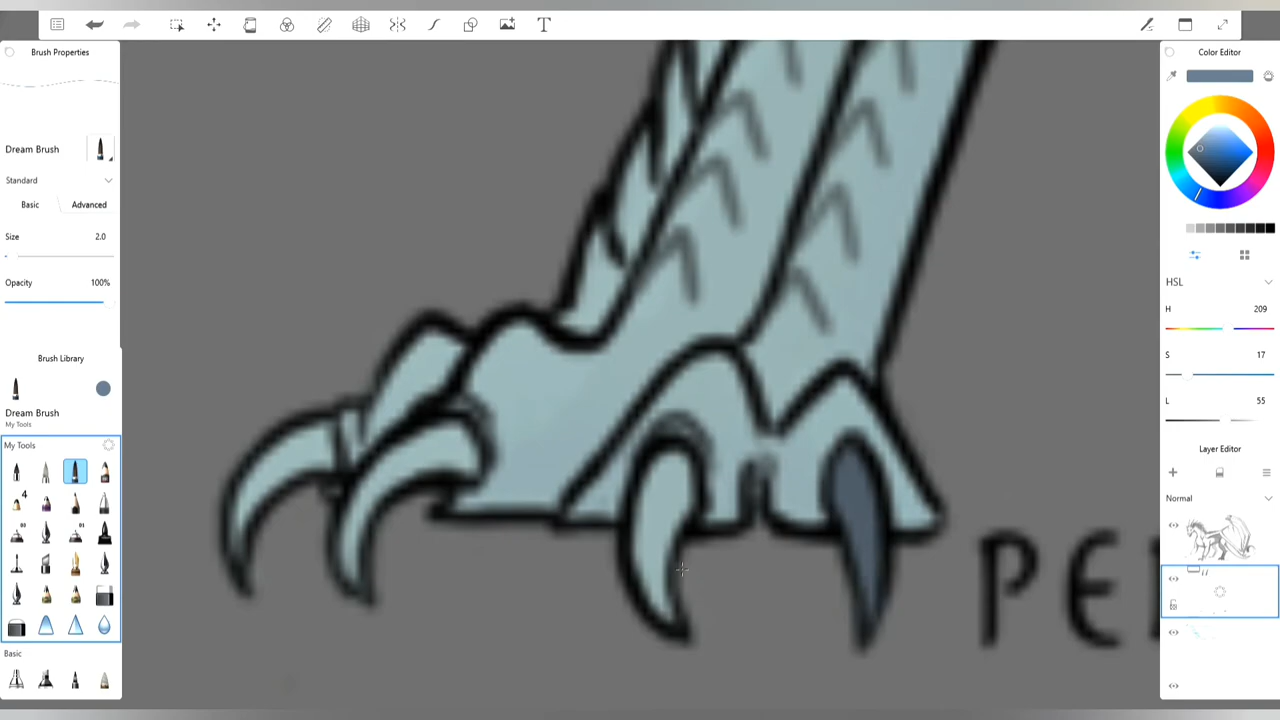 Brush Properties
Color Editor
Dream Brush
Standard
Basic
Advanced
Size
2.0
Opacity
100%
HSL
H
209
S
17
L
55
Brush Library
Dream Brush
My Tools
My Tools
4
Basic
Layer Editor
Normal
PE